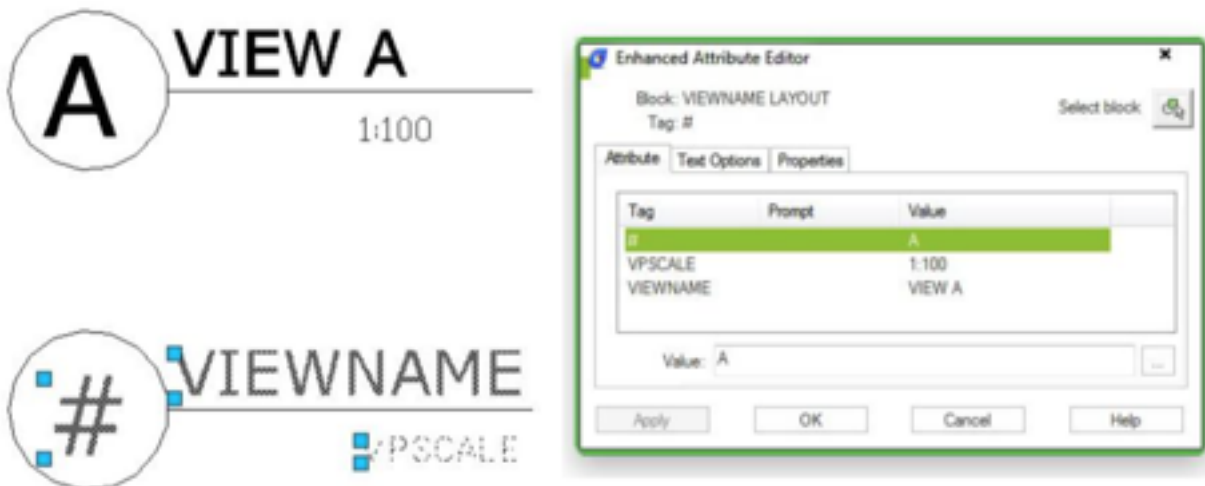 A
VIEW A
1:100
#
VIEWNAME
VPSCALE
Enhanced Attribute Editor
Block: VIEWNAME LAYOUT
Tag: #
Select block
Attribute Text Options Properties
Tag Prompt Value
# A
VPSCALE 1:100
VIEWNAME VIEW A
Value: A
...
Apply OK Cancel Help